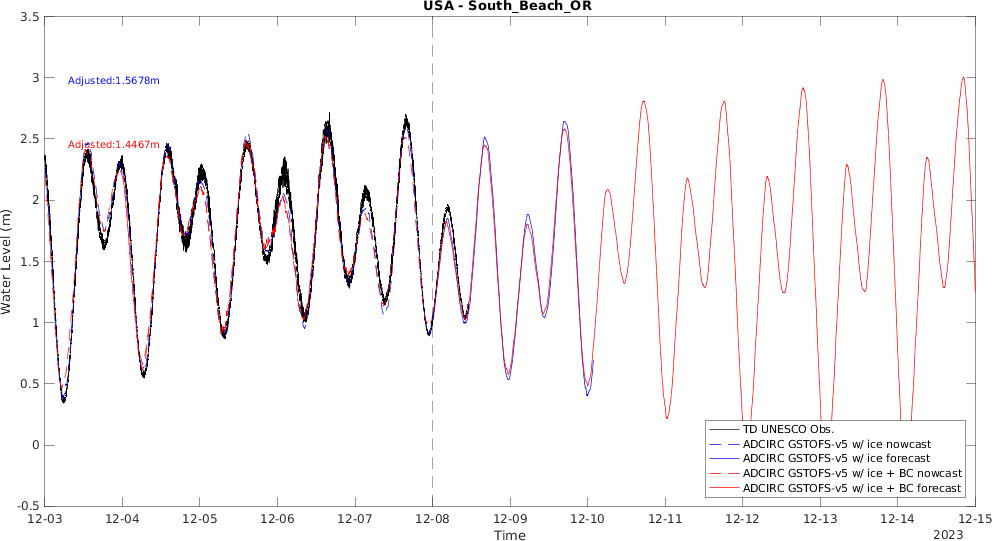 USA - South_Beach_OR
3.5
3
2.5
2
1.5
1
0.5
0
-0.5
Water Level (m)
Adjusted:1.5678m
Adjusted:1.4467m
TD UNESCO Obs.
ADCIRC GSTOFS-v5 w/ ice nowcast
ADCIRC GSTOFS-v5 w/ ice forecast
ADCIRC GSTOFS-v5 w/ ice + BC nowcast
ADCIRC GSTOFS-v5 w/ ice + BC forecast
12-03 12-04 12-05 12-06 12-07 12-08 12-09 12-10 12-11 12-12 12-13 12-14 12-15
Time
2023